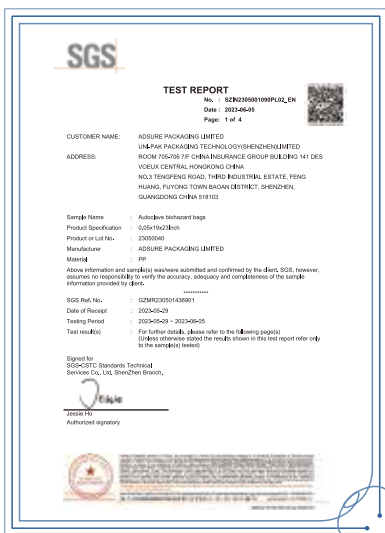 SGS
TEST REPORT
No. : SZIN2305001090PL02_EN
Date : 2023-06-05
Page: 1 of 4
CUSTOMER NAME: ADSURE PACKAGING LIMITED
UNI-PAK PACKAGING TECHNOLOGY(SHENZHEN)LIMITED
ADDRESS: ROOM 705-706 7/F CHINA INSURANCE GROUP BUILDING 141 DES
VOEUX CENTRAL HONGKONG CHINA
NO.3 TENGFENG ROAD, THIRD INDUSTRIAL ESTATE, FENG
HUANG, FUYONG TOWN BAOAN DISTRICT, SHENZHEN,
GUANGDONG CHINA 518103
Sample Name : Autoclave biohazard bags
Product Specification : 0.05x19x23inch
Product or Lot No. : 23050040
Manufacturer : ADSURE PACKAGING LIMITED
Material : PP
Above information and sample(s) was/were submitted and confirmed by the client. SGS, however,
assumes no responsibility to verify the accuracy, adequacy and completeness of the sample
information provided by client.
***********
SGS Ref. No. : GZMR230501436901
Date of Receipt : 2023-05-29
Testing Period : 2023-05-29 ~ 2023-06-05
Test result(s) : For further details, please refer to the following page(s)
(Unless otherwise stated the results shown in this test report refer only
to the sample(s) tested)
Signed for
SGS-CSTC Standards Technical
Services Co., Ltd. ShenZhen Branch.
Jessie Ho
Authorized signatory